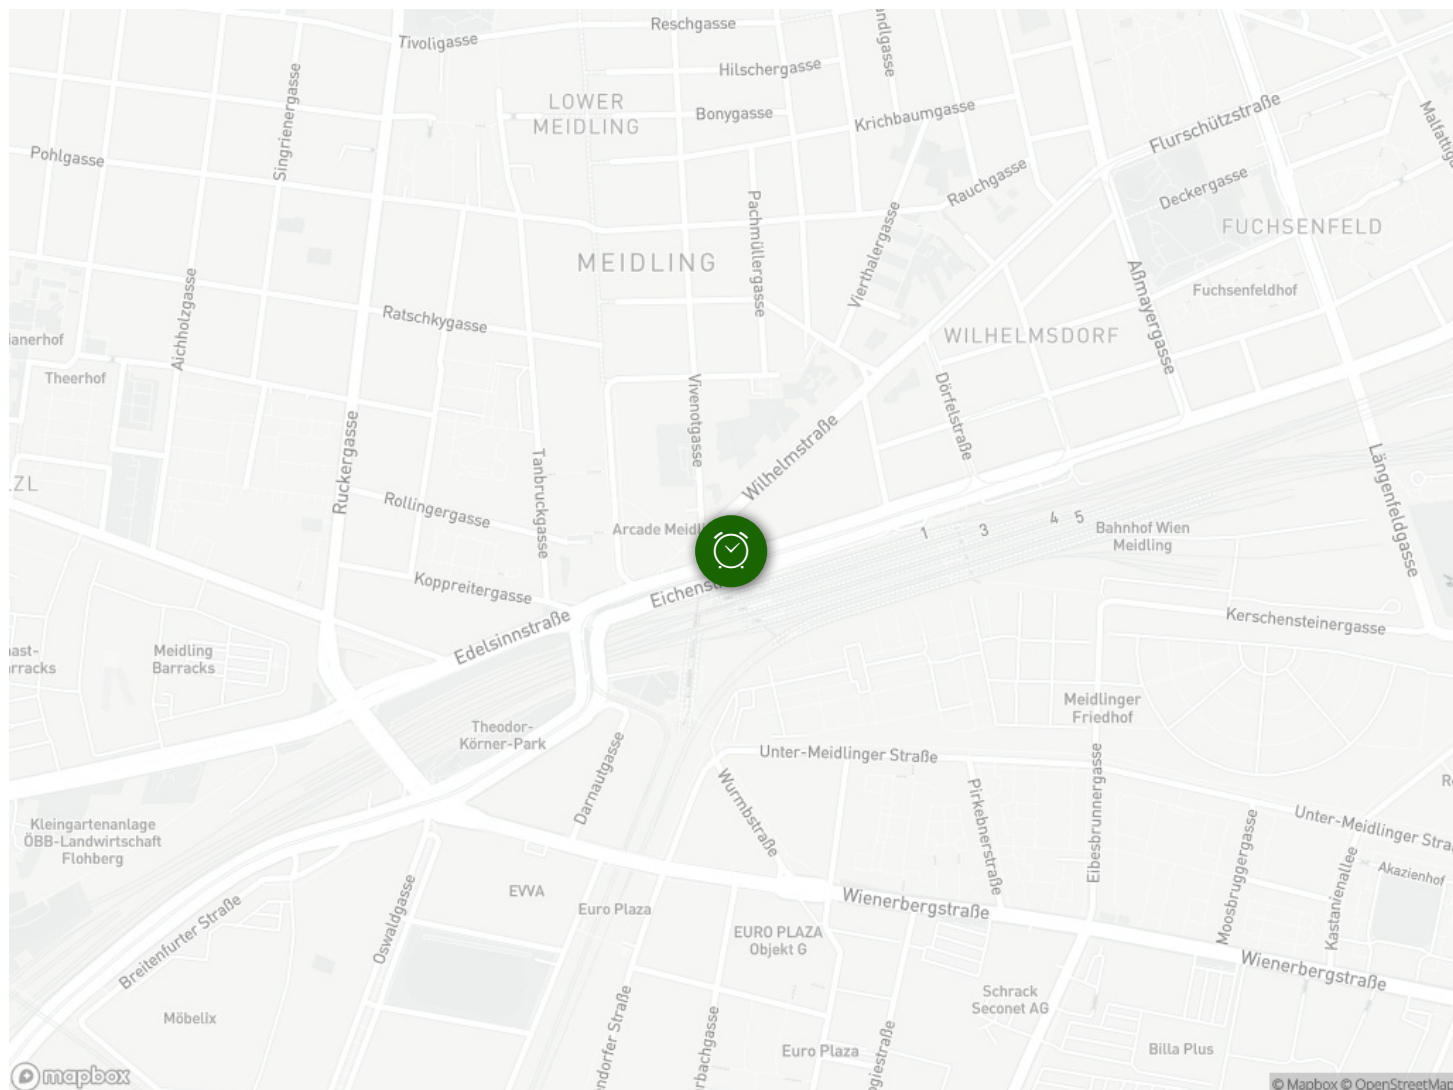 Reschgasse
Tivoligasse
Hilschergasse
LOWER
MEIDLING
Bonygasse
Krichbaumgasse
Flurschützstraße
Singrienergasse
Pohlgasse
Rauchgasse
Deckergasse
Pachmüllergasse
Vierthalergasse
FUCHSENFELD
MEIDLING
Aßmayergasse
Fuchsenfeldhof
Aichholzgasse
Ratschkygasse
WILHELMSDORF
Theerhof
Vivenotgasse
Dörfelstraße
Ruckergasse
Wilhelmstraße
Tanbruckgasse
Längenfeldgasse
Rollingergasse
Arcade
1
3
4
5
Bahnhof Wien
Meidling
Koppreitergasse
Edelsinnstraße
Kerschensteinergasse
Meidling
Barracks
Meidlinger
Friedhof
Theodor-
Körner-Park
Unter-Meidlinger Straße
Darnautgasse
Wurmbstraße
Pirkebnerstraße
Eibesbrunnergasse
Unter-Meidlinger
Moosbruggergasse
Kastanienallee
Akazienhof
Kleingartenanlage
ÖBB-Landwirtschaft
Flohberg
EVVA
Euro Plaza
Wienerbergstraße
Oswaldgasse
Breitenfurter Straße
EURO PLAZA
Objekt G
Wienerbergstraße
Schrack
Seconet AG
Möbelix
Euro Plaza
Billa Plus
mapbox
© Mapbox © OpenStreetMap